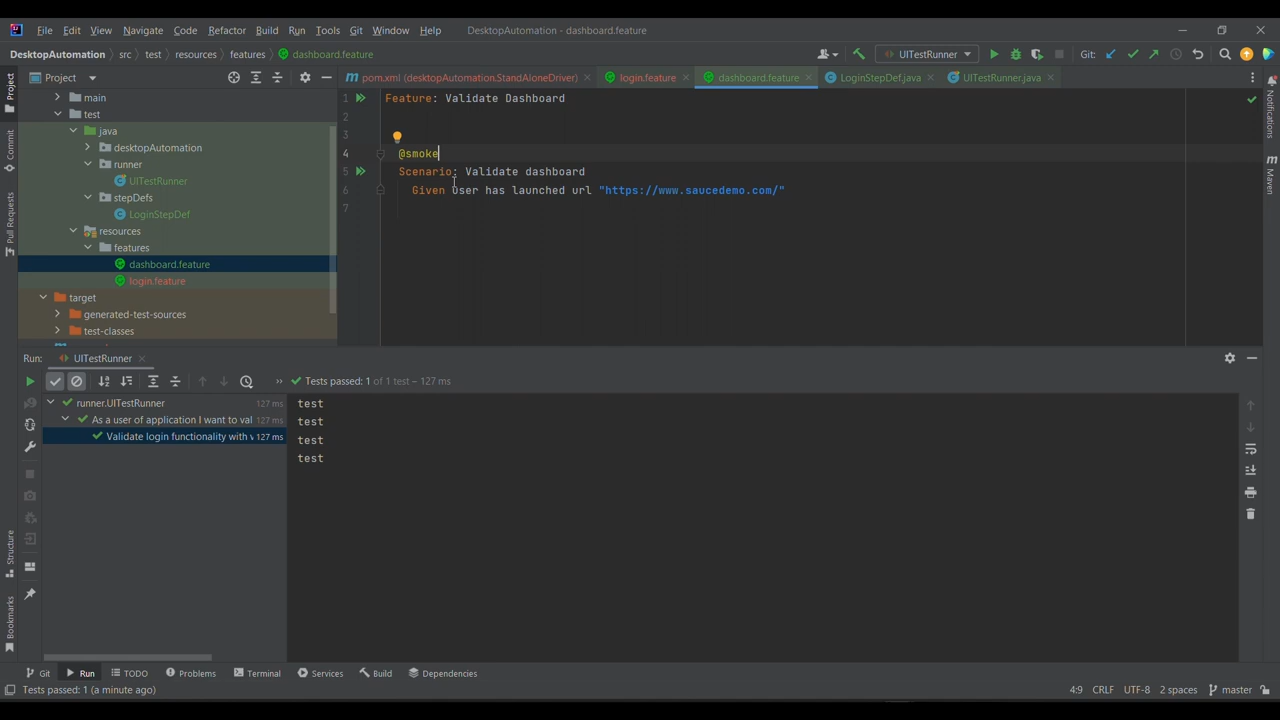 File Edit View Navigate Code Refactor Build Run Tools Git Window Help DesktopAutomation - dashboard.feature
DesktopAutomation src test resources features dashboard.feature UITestRunner Git:
Project pom.xml (desktopAutomation.StandAloneDriver) login.feature dashboard.feature LoginStepDef.java UITestRunner.java
main
test
java
desktopAutomation
runner
UITestRunner
stepDefs
LoginStepDef
resources
features
dashboard.feature
login.feature
target
generated-test-sources
test-classes
1 Feature: Validate Dashboard
2
3
4 @smoke
5 Scenario: Validate dashboard
6 Given User has launched url "https://www.saucedemo.com/"
7
Project
Commit
Pull Requests
Structure
Bookmarks
Notifications
Maven
Run: UITestRunner
Tests passed: 1 of 1 test – 127 ms
runner.UITestRunner 127 ms
As a user of application I want to val 127 ms
Validate login functionality with v 127 ms
test
test
test
test
Git Run TODO Problems Terminal Services Build Dependencies
Tests passed: 1 (a minute ago) 4:9 CRLF UTF-8 2 spaces master